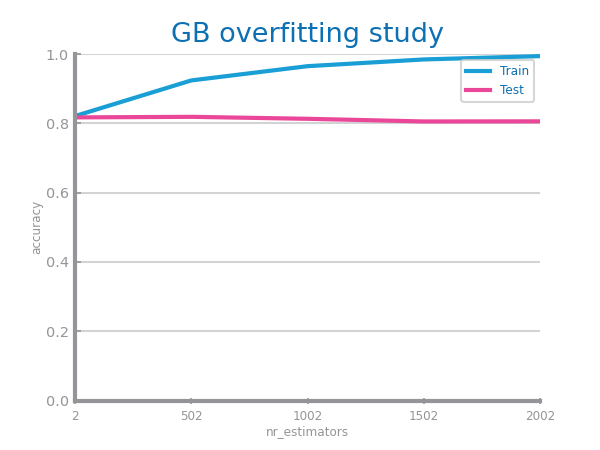 GB overfitting study
1.0
0.8
0.6
0.4
0.2
0.0
accuracy
Train
Test
2 502 1002 1502 2002
nr_estimators